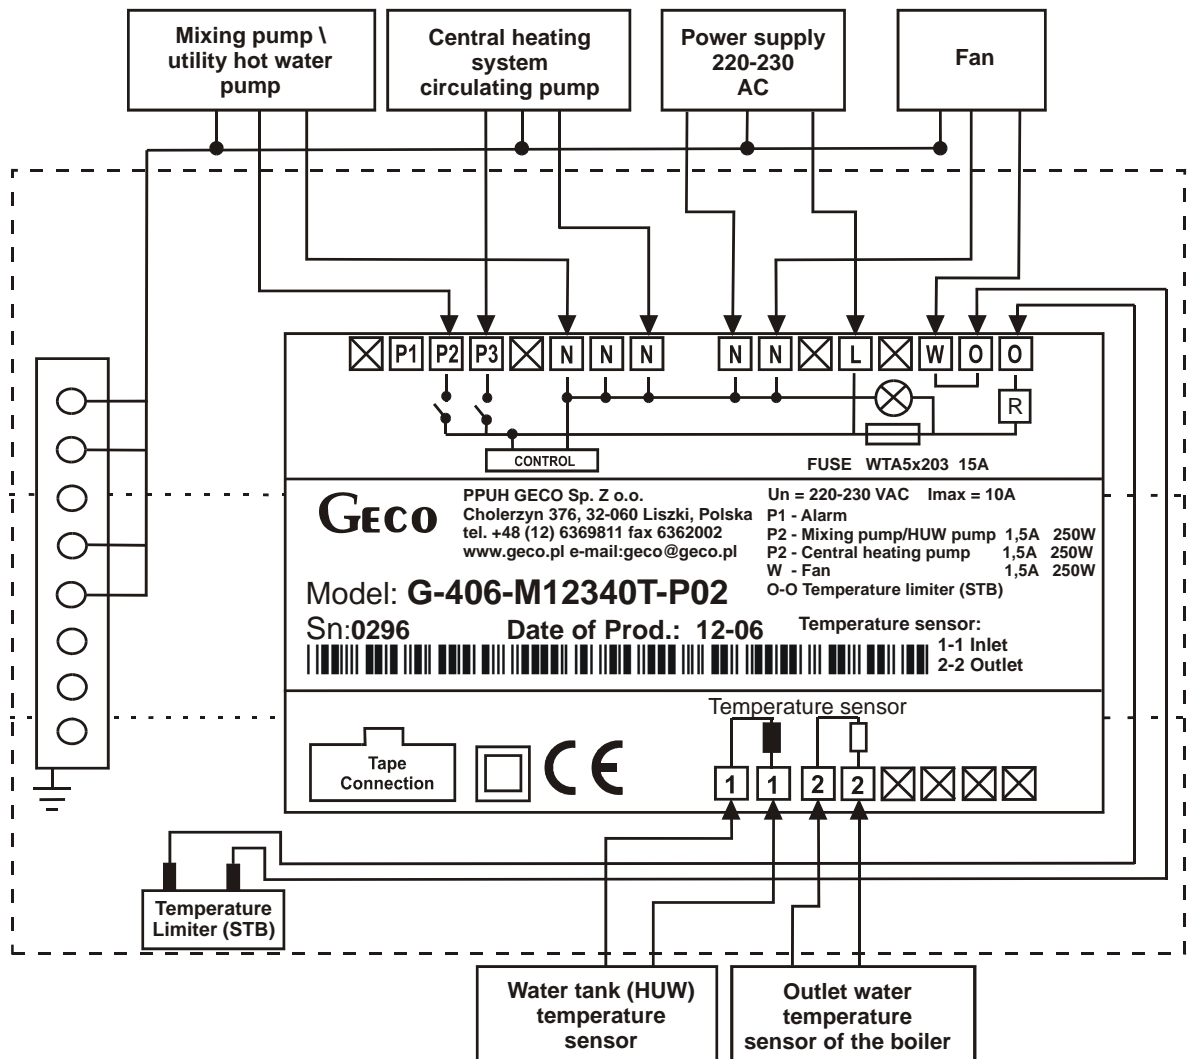 Mixing pump \
utility hot water
pump
Central heating
system
circulating pump
Power supply
220-230
AC
Fan
P1 P2 P3 N N N N N L W O O
R
CONTROL
FUSE WTA5x203 15A
GECO
PPUH GECO Sp. Z o.o.
Cholerzyn 376, 32-060 Liszki, Polska
tel. +48 (12) 6369811 fax 6362002
www.geco.pl e-mail:geco@geco.pl
Un = 220-230 VAC Imax = 10A
P1 - Alarm
P2 - Mixing pump/HUW pump 1,5A 250W
P2 - Central heating pump 1,5A 250W
W - Fan 1,5A 250W
O-O Temperature limiter (STB)
Model: G-406-M12340T-P02
Sn:0296 Date of Prod.: 12-06
Temperature sensor:
1-1 Inlet
2-2 Outlet
Temperature sensor
Tape
Connection
CE
1 1 2 2
Temperature
Limiter (STB)
Water tank (HUW)
temperature
sensor
Outlet water
temperature
sensor of the boiler